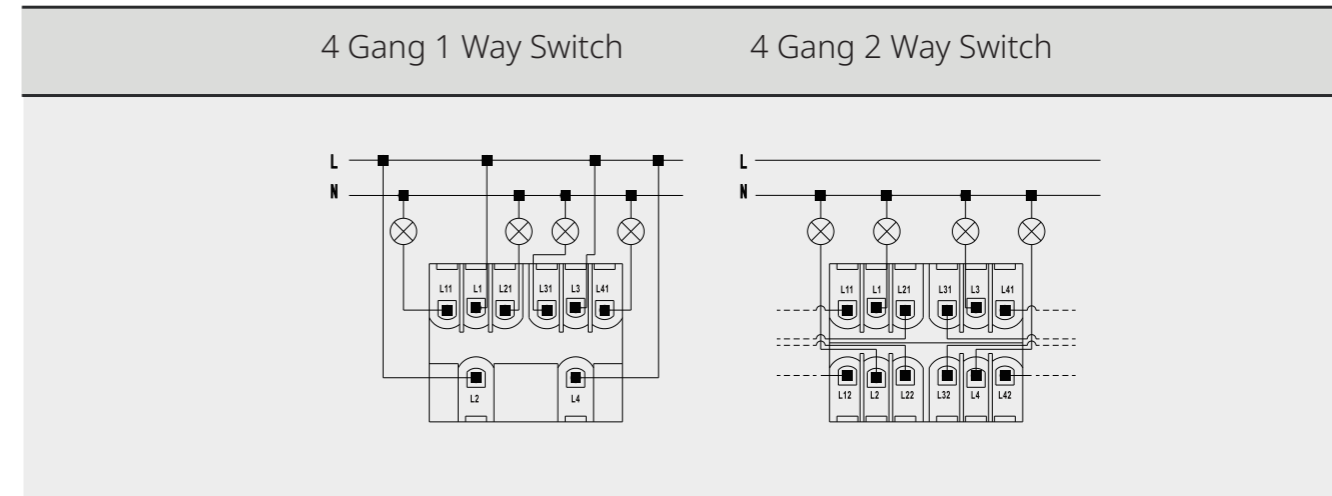 4 Gang 1 Way Switch 4 Gang 2 Way Switch
L L
N N
L11 L1 L21 L31 L3 L41 L11 L1 L21 L31 L3 L41
L2 L4 L12 L2 L22 L32 L4 L42